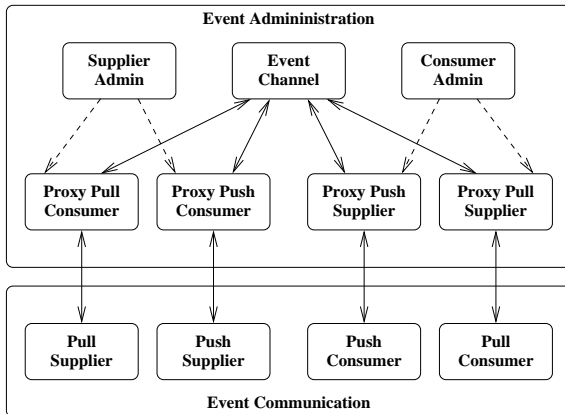 Event Admininistration
Supplier
Admin
Event
Channel
Consumer
Admin
Proxy Pull
Consumer
Proxy Push
Consumer
Proxy Push
Supplier
Proxy Pull
Supplier
Pull
Supplier
Push
Supplier
Push
Consumer
Pull
Consumer
Event Communication